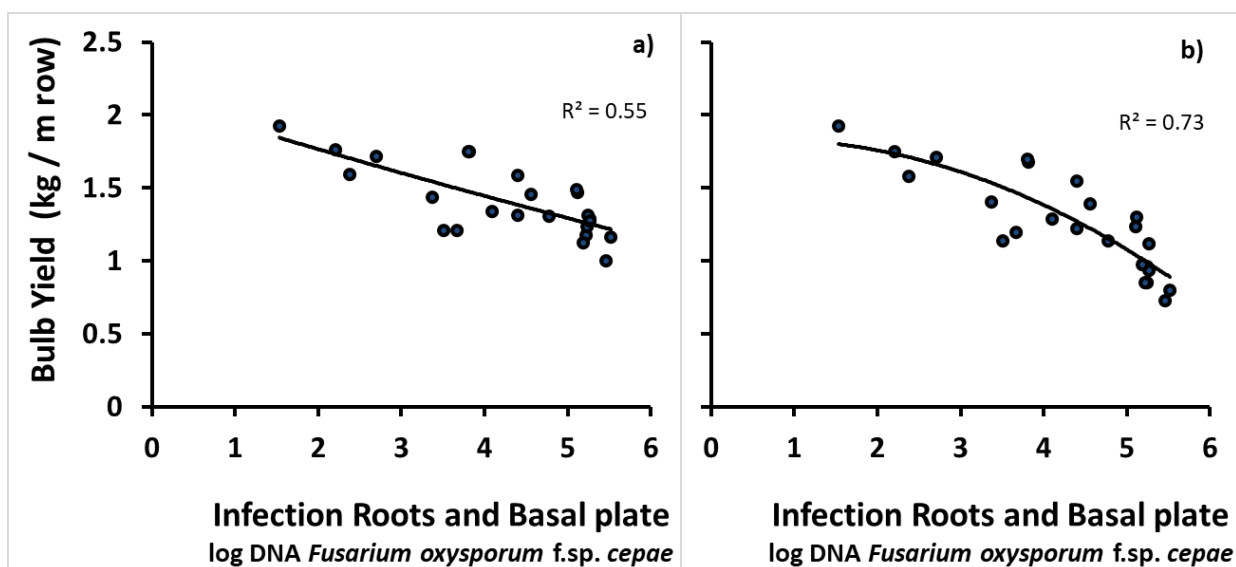 Bulb Yield (kg / m row)
2.5
2
1.5
1
0.5
0
a)
R² = 0.55
0 1 2 3 4 5 6
Infection Roots and Basal plate
log DNA Fusarium oxysporum f.sp. cepae
b)
R² = 0.73
0 1 2 3 4 5 6
Infection Roots and Basal plate
log DNA Fusarium oxysporum f.sp. cepae